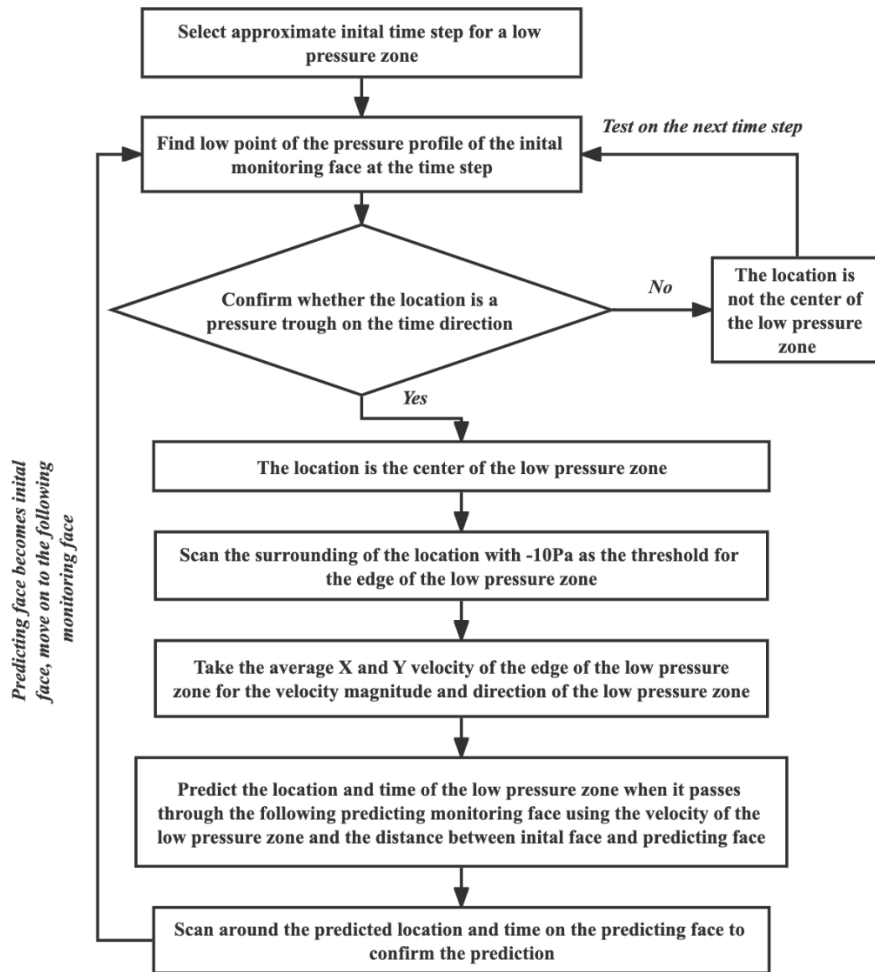 Select approximate inital time step for a low
pressure zone
Find low point of the pressure profile of the inital
monitoring face at the time step
Test on the next time step
Confirm whether the location is a
pressure trough on the time direction
No
The location is
not the center of
the low pressure
zone
Yes
The location is the center of the low pressure zone
Scan the surrounding of the location with -10Pa as the threshold for
the edge of the low pressure zone
Take the average X and Y velocity of the edge of the low pressure
zone for the velocity magnitude and direction of the low pressure zone
Predict the location and time of the low pressure zone when it passes
through the following predicting monitoring face using the velocity of the
low pressure zone and the distance between inital face and predicting face
Scan around the predicted location and time on the predicting face to
confirm the prediction
Predicting face becomes inital
face, move on to the following
monitoring face